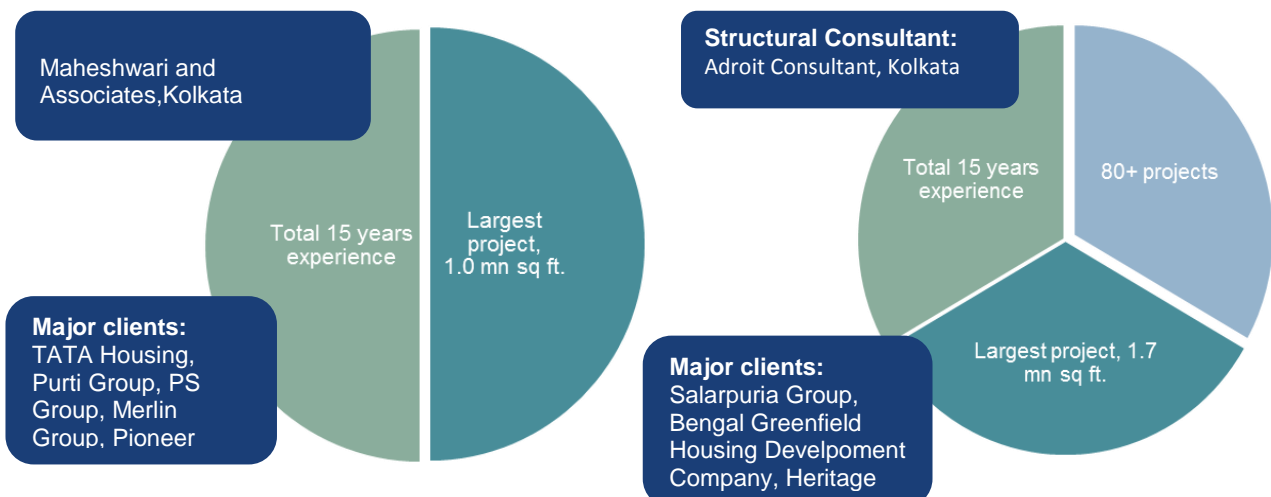 Maheshwari and
Associates,Kolkata
Total 15 years
experience
Largest
project,
1.0 mn sq ft.
Major clients:
TATA Housing,
Purti Group, PS
Group, Merlin
Group, Pioneer
Structural Consultant:
Adroit Consultant, Kolkata
Total 15 years
experience
80+ projects
Largest project, 1.7
mn sq ft.
Major clients:
Salarpuria Group,
Bengal Greenfield
Housing Develpoment
Company, Heritage